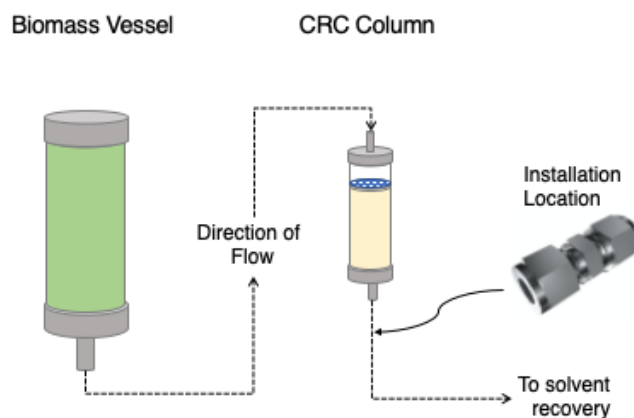 Biomass Vessel
CRC Column
Installation
Location
Direction of
Flow
To solvent
recovery